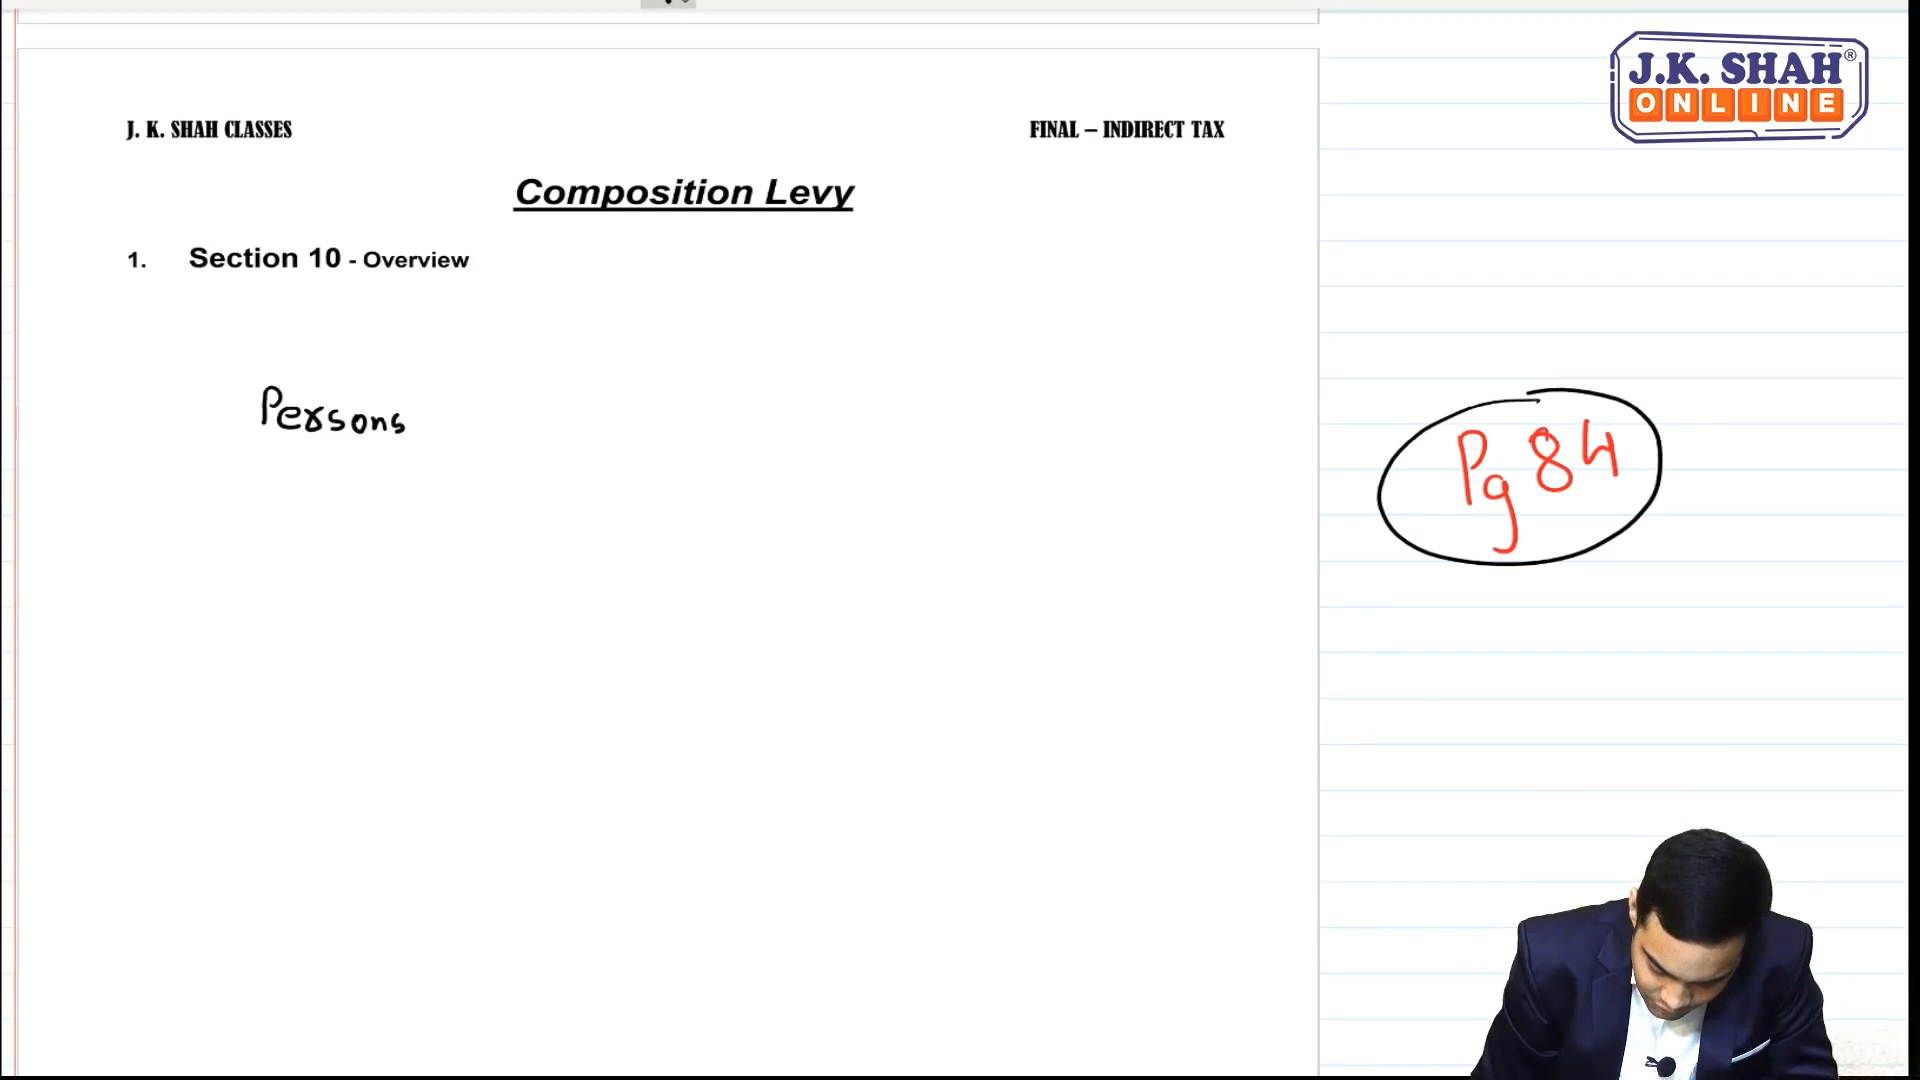 J.K. SHAH®
ONLINE
J. K. SHAH CLASSES
FINAL – INDIRECT TAX
Composition Levy
1. Section 10 - Overview
Persons
Pg 84